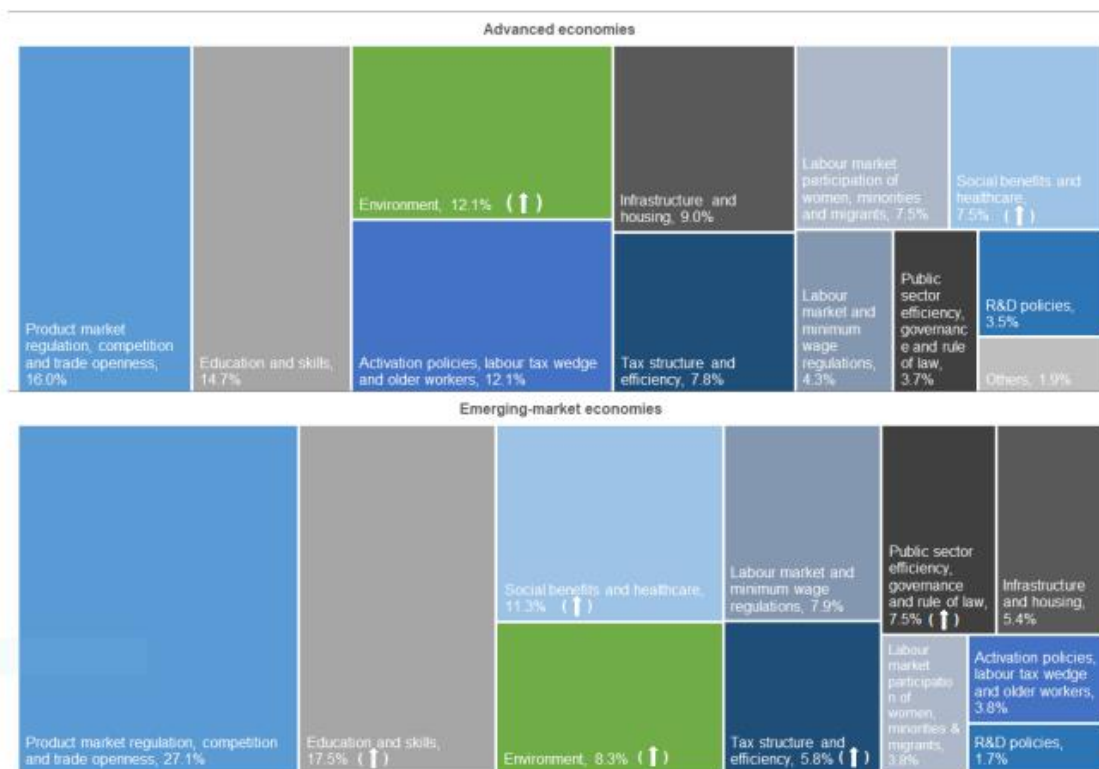 Advanced economies
Product market
regulation, competition
and trade openness,
16.0%
Education and skills,
14.7%
Environment, 12.1% (⬆)
Activation policies, labour tax wedge
and older workers, 12.1%
Infrastructure and
housing, 9.0%
Tax structure and
efficiency, 7.8%
Labour market
participation of
women, minorities
and migrants, 7.5%
Social benefits and
healthcare,
7.5% (⬆)
Labour
market and
minimum
wage
regulations,
4.3%
Public
sector
efficiency,
governanc
e and rule
of law,
3.7%
R&D policies,
3.5%
Others, 1.9%
Emerging-market economies
Product market regulation, competition
and trade openness, 27.1%
Education and skills,
17.5% (⬆)
Social benefits and healthcare,
11.3% (⬆)
Environment, 8.3% (⬆)
Labour market and
minimum wage
regulations, 7.9%
Tax structure and
efficiency, 5.8% (⬆)
Public sector
efficiency,
governance
and rule of law,
7.5% (⬆)
Infrastructure
and housing,
5.4%
Labour
market
participatio
n of
women,
minorities &
migrants,
3.8%
Activation policies,
labour tax wedge
and older workers,
3.8%
R&D policies,
1.7%